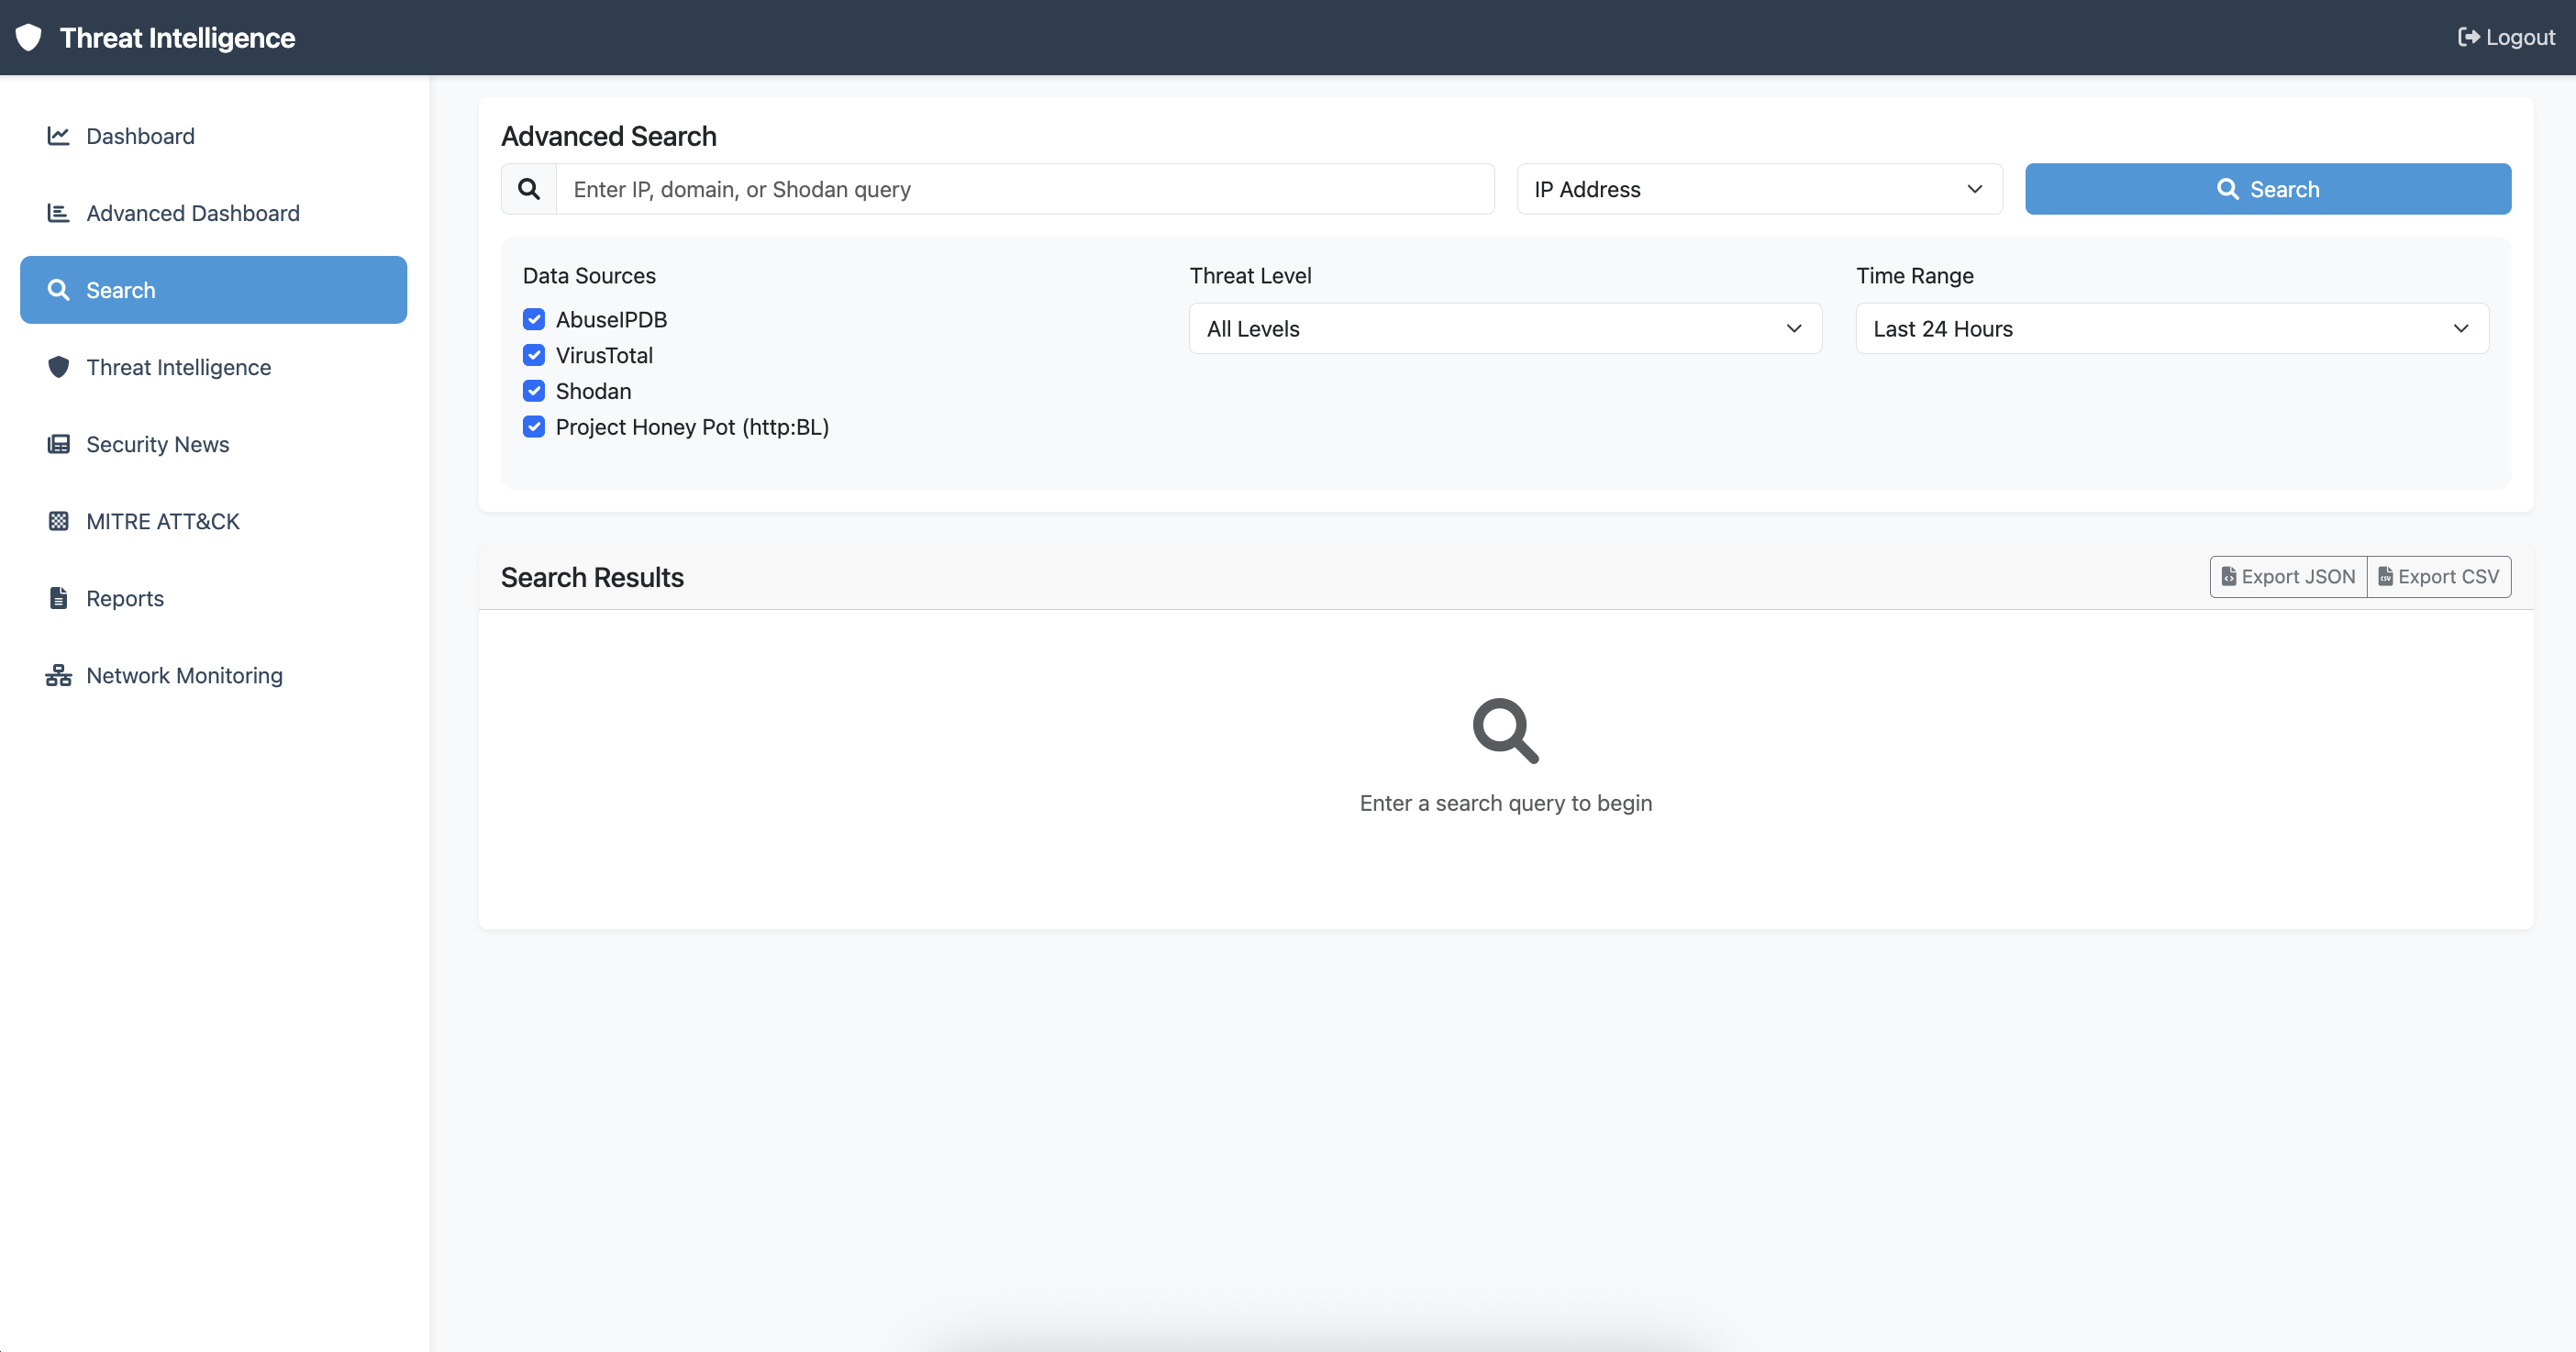 Threat Intelligence
Logout
Dashboard
Advanced Dashboard
Search
Threat Intelligence
Security News
MITRE ATT&CK
Reports
Network Monitoring
Advanced Search
Enter IP, domain, or Shodan query
IP Address
Search
Data Sources
AbuseIPDB
VirusTotal
Shodan
Project Honey Pot (http:BL)
Threat Level
All Levels
Time Range
Last 24 Hours
Search Results
Export JSON
Export CSV
Enter a search query to begin